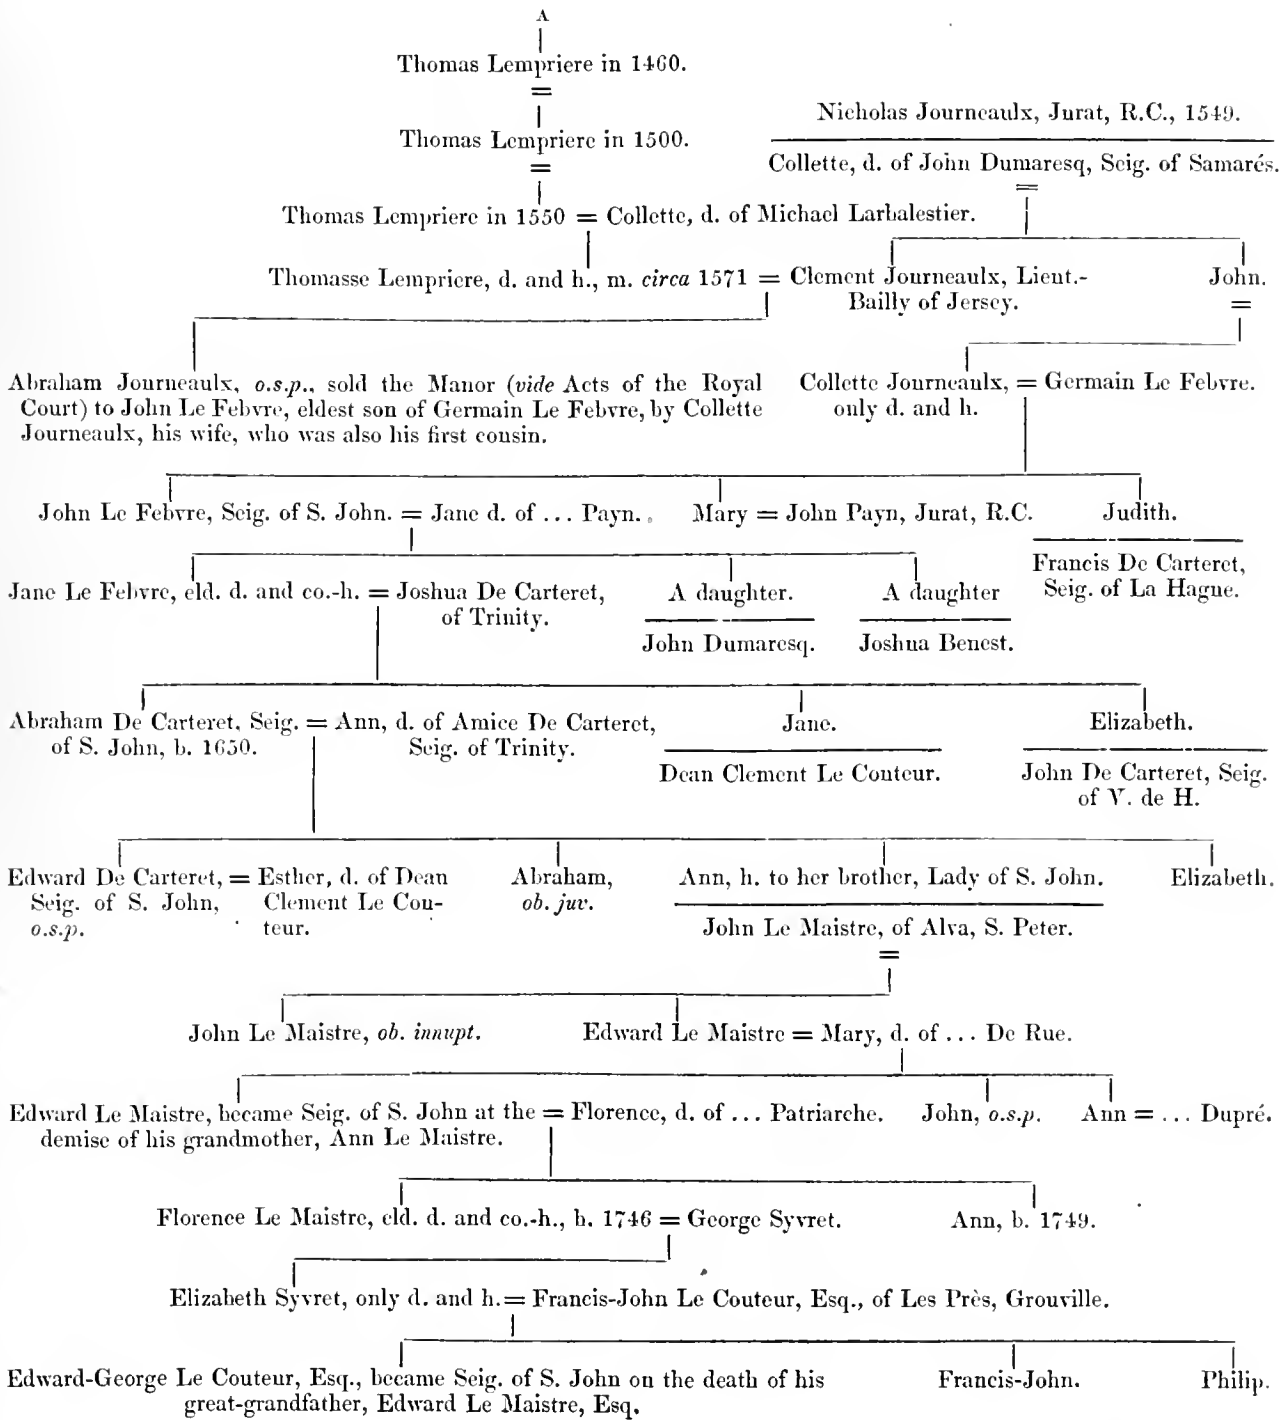 A
Thomas Lempriere in 1460.
=
Thomas Lempriere in 1500.
=
Nicholas Journeaulx, Jurat, R.C., 1549.
Collette, d. of John Dumaresq, Seig. of Samarés.
=
Thomas Lempriere in 1550 = Collette, d. of Michael Larbalestier.
Thomasse Lempriere, d. and h., m. circa 1571 = Clement Journeaulx, Lieut.-
Bailly of Jersey.
John.
=
Abraham Journeaulx, o.s.p., sold the Manor (vide Acts of the Royal
Court) to John Le Febvre, eldest son of Germain Le Febvre, by Collette
Journeaulx, his wife, who was also his first cousin.
Collette Journeaulx, = Germain Le Febvre.
only d. and h.
John Le Febvre, Seig. of S. John. = Jane d. of ... Payn.
Mary = John Payn, Jurat, R.C.
Judith.
Francis De Carteret,
Seig. of La Hague.
Jane Le Febvre, eld. d. and co.-h. = Joshua De Carteret,
of Trinity.
A daughter.
John Dumaresq.
A daughter
Joshua Benest.
Abraham De Carteret, Seig. = Ann, d. of Amice De Carteret,
of S. John, b. 1650. Seig. of Trinity.
Jane.
Dean Clement Le Couteur.
Elizabeth.
John De Carteret, Seig.
of V. de H.
Edward De Carteret, = Esther, d. of Dean
Seig. of S. John, Clement Le Cou-
o.s.p. teur.
Abraham,
ob. juv.
Ann, h. to her brother, Lady of S. John.
John Le Maistre, of Alva, S. Peter.
=
Elizabeth.
John Le Maistre, ob. innupt.
Edward Le Maistre = Mary, d. of ... De Rue.
Edward Le Maistre, became Seig. of S. John at the = Florence, d. of ... Patriarche.
demise of his grandmother, Ann Le Maistre.
John, o.s.p.
Ann = ... Dupré.
Florence Le Maistre, eld. d. and co.-h., b. 1746 = George Syvret.
Ann, b. 1749.
Elizabeth Syvret, only d. and h. = Francis-John Le Couteur, Esq., of Les Près, Grouville.
Edward-George Le Couteur, Esq., became Seig. of S. John on the death of his
great-grandfather, Edward Le Maistre, Esq.
Francis-John.
Philip.